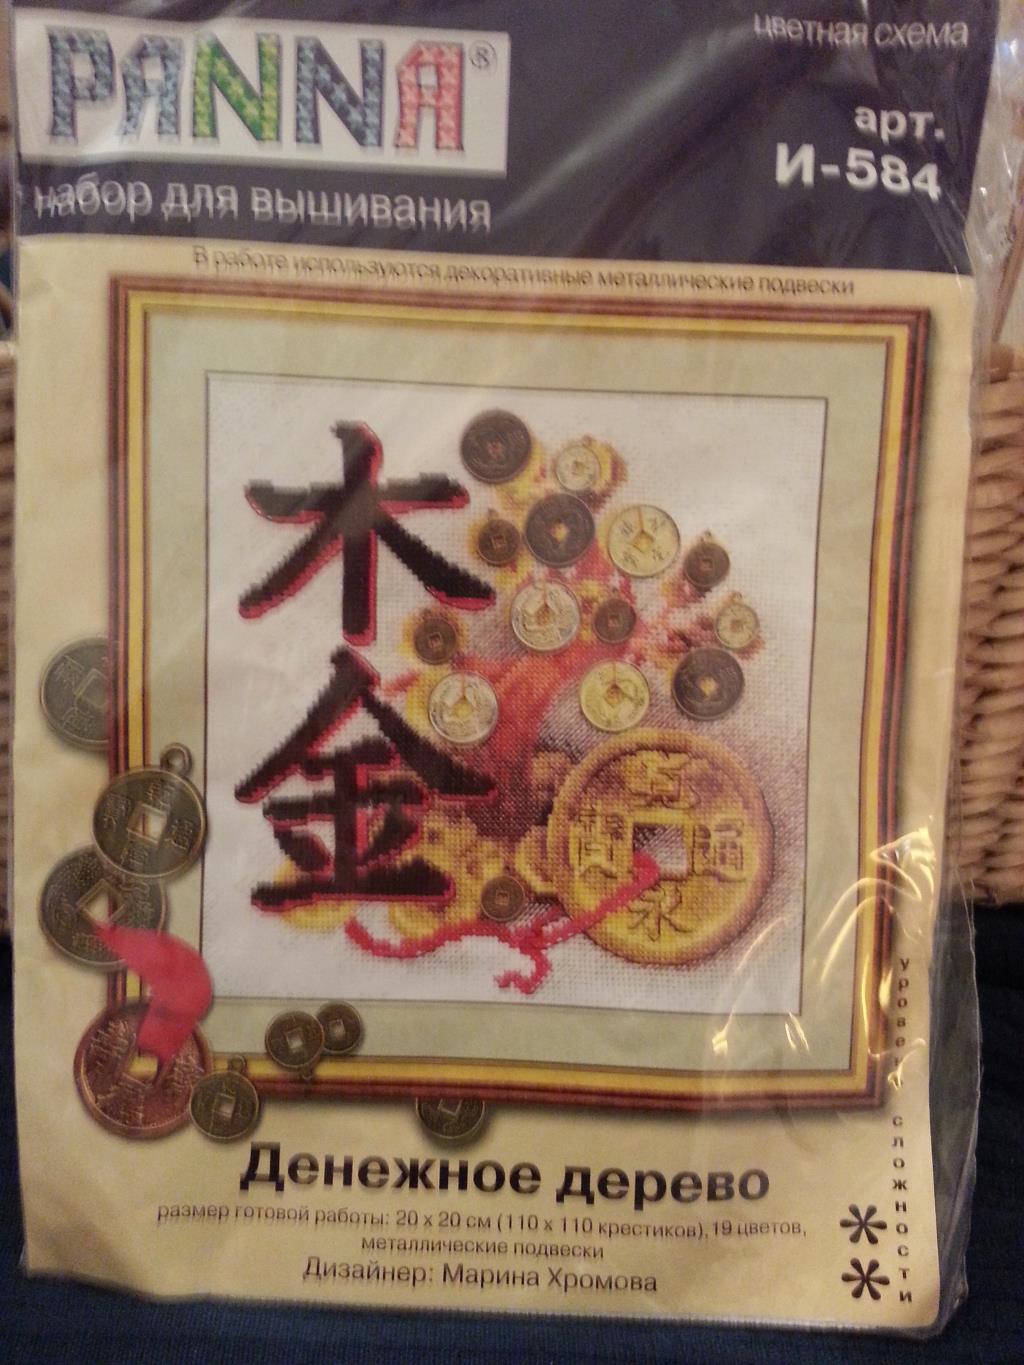 PANNA®
набор для вышивания
цветная схема
арт.
И-584
В работе используются декоративные металлические подвески
木
金
永
уровень сложности
Денежное дерево
размер готовой работы: 20 x 20 см (110 x 110 крестиков), 19 цветов,
металлические подвески
Дизайнер: Марина Хромова